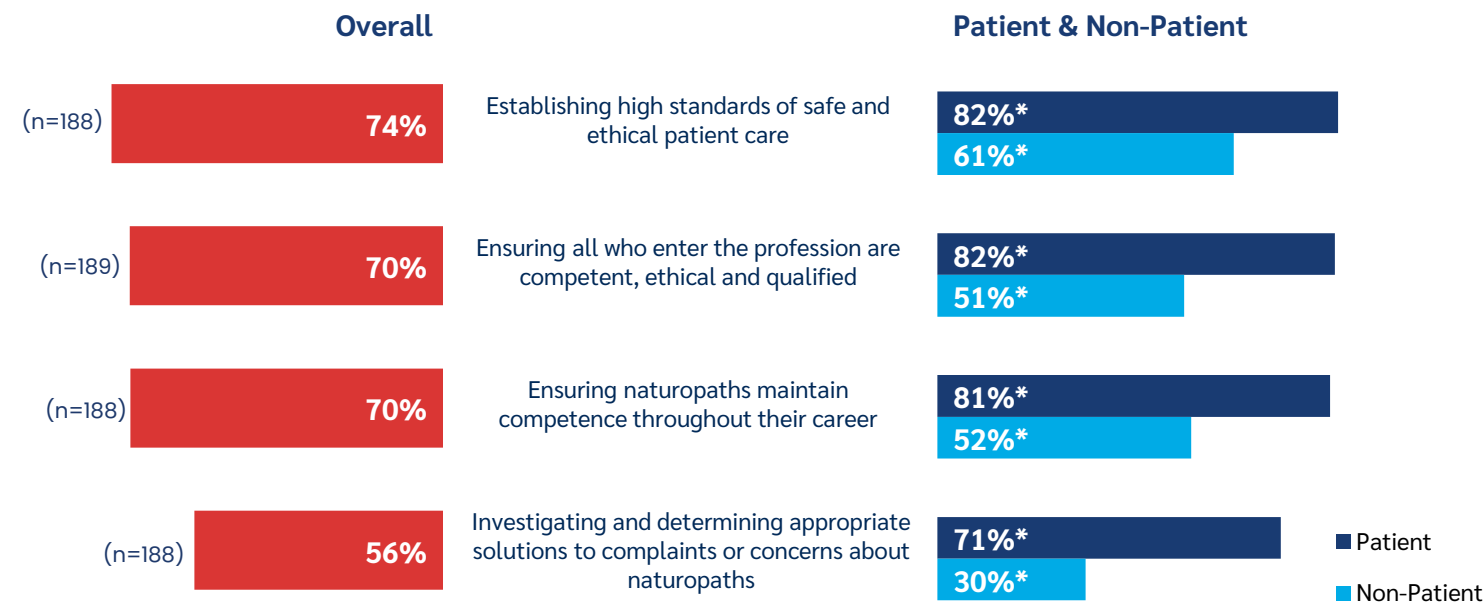 Overall
Patient & Non-Patient
(n=188)
74%
Establishing high standards of safe and
ethical patient care
82%*
61%*
(n=189)
70%
Ensuring all who enter the profession are
competent, ethical and qualified
82%*
51%*
(n=188)
70%
Ensuring naturopaths maintain
competence throughout their career
81%*
52%*
(n=188)
56%
Investigating and determining appropriate
solutions to complaints or concerns about
naturopaths
71%*
30%*
Patient
Non-Patient